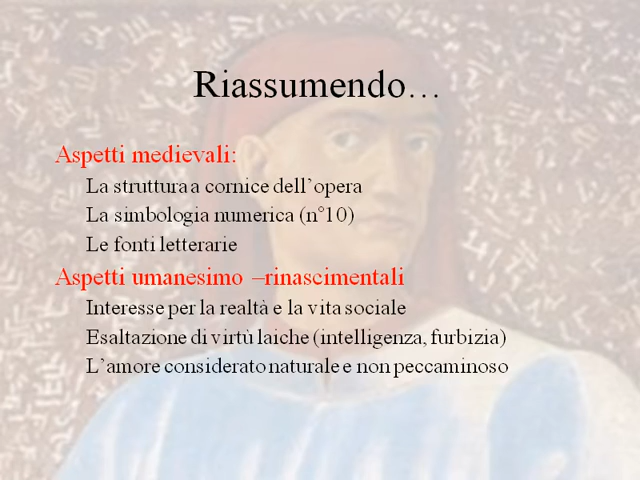 Riassumendo…
Aspetti medievali:
La struttura a cornice dell’opera
La simbologia numerica (n°10)
Le fonti letterarie
Aspetti umanesimo –rinascimentali
Interesse per la realtà e la vita sociale
Esaltazione di virtù laiche (intelligenza, furbizia)
L’amore considerato naturale e non peccaminoso